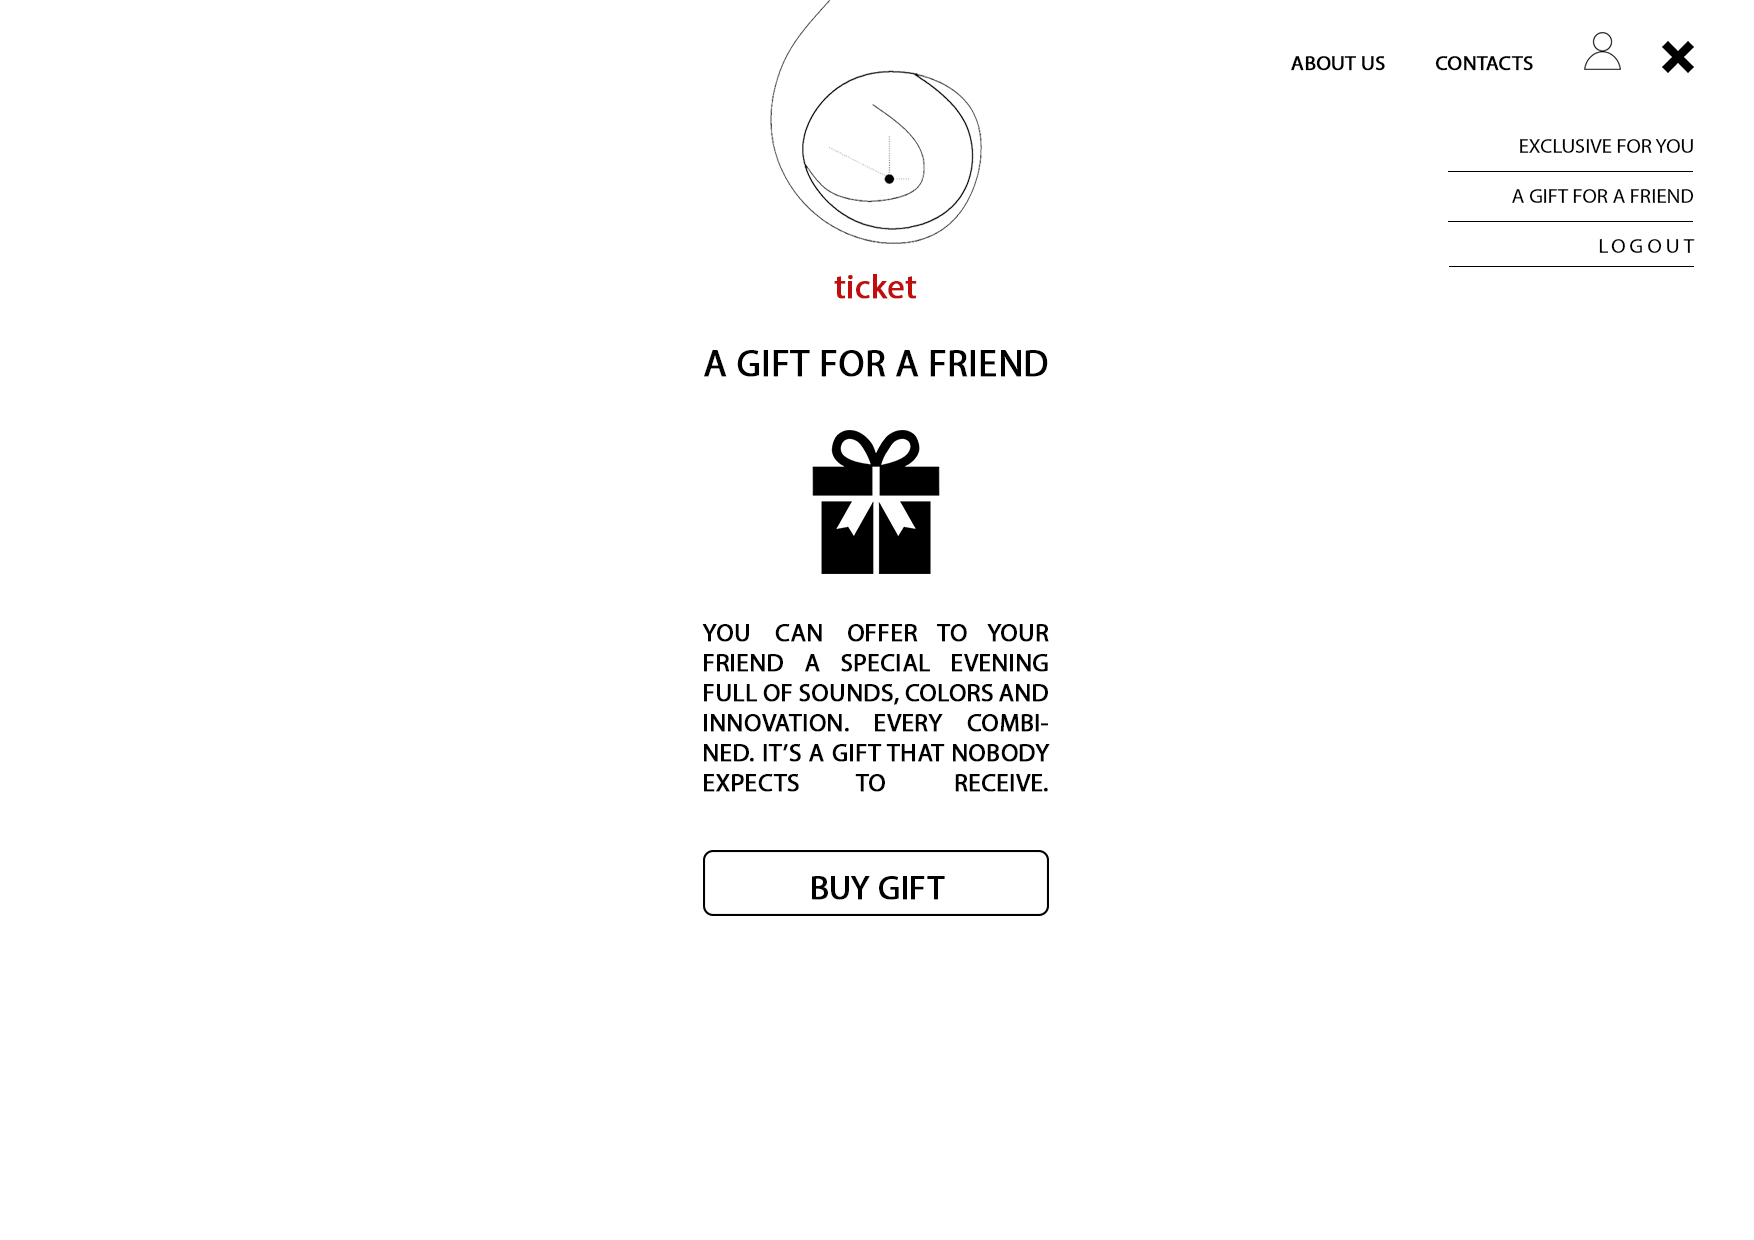 ABOUT US CONTACTS
EXCLUSIVE FOR YOU
A GIFT FOR A FRIEND
LOGOUT
ticket
A GIFT FOR A FRIEND
YOU CAN OFFER TO YOUR
FRIEND A SPECIAL EVENING
FULL OF SOUNDS, COLORS AND
INNOVATION. EVERY COMBI-
NED. IT’S A GIFT THAT NOBODY
EXPECTS TO RECEIVE.
BUY GIFT